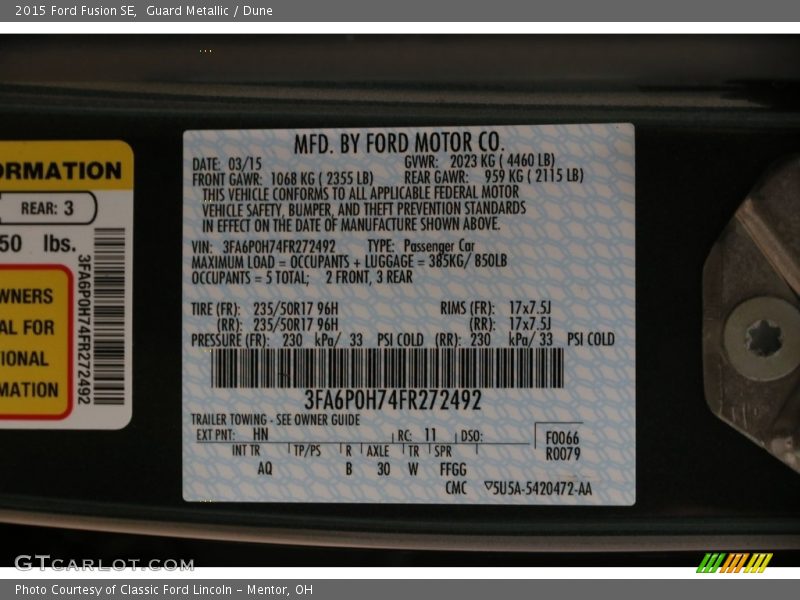 2015 Ford Fusion SE, Guard Metallic / Dune
ORMATION
REAR: 3
50 lbs.
WNERS
AL FOR
IONAL
MATION
3FA6P0H74FR272492
MFD. BY FORD MOTOR CO.
DATE: 03/15 GVWR: 2023 KG ( 4460 LB)
FRONT GAWR: 1068 KG ( 2355 LB) REAR GAWR: 959 KG ( 2115 LB)
THIS VEHICLE CONFORMS TO ALL APPLICABLE FEDERAL MOTOR
VEHICLE SAFETY, BUMPER, AND THEFT PREVENTION STANDARDS
IN EFFECT ON THE DATE OF MANUFACTURE SHOWN ABOVE.
VIN: 3FA6P0H74FR272492 TYPE: Passenger Car
MAXIMUM LOAD = OCCUPANTS + LUGGAGE = 385KG/ 850LB
OCCUPANTS = 5 TOTAL; 2 FRONT, 3 REAR
TIRE (FR): 235/50R17 96H RIMS (FR): 17x7.5J
(RR): 235/50R17 96H (RR): 17x7.5J
PRESSURE (FR): 230 kPa/ 33 PSI COLD (RR): 230 kPa/ 33 PSI COLD
3FA6P0H74FR272492
TRAILER TOWING - SEE OWNER GUIDE
EXT PNT: HN RC: 11 DSO: F0066
R0079
INT TR TP/PS R AXLE TR SPR
AQ B 30 W FFGG
CMC ▽5U5A-5420472-AA
GTCARLOT.COM
Photo Courtesy of Classic Ford Lincoln - Mentor, OH